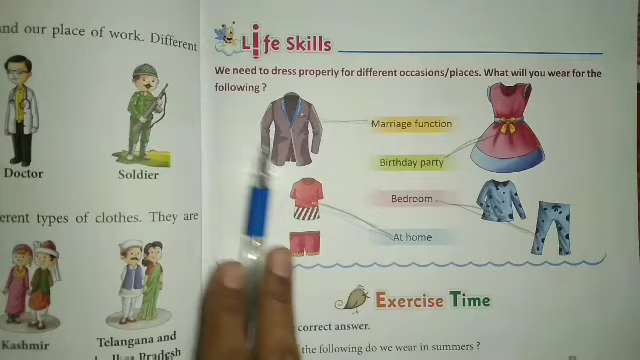 and our place of work. Different
Doctor
Soldier
erent types of clothes. They are
Kashmir
Telangana and
Pradesh
Life Skills
We need to dress properly for different occasions/places. What will you wear for the
following ?
Marriage function
Birthday party
Bedroom
At home
Exercise Time
correct answer.
the following do we wear in summers ?